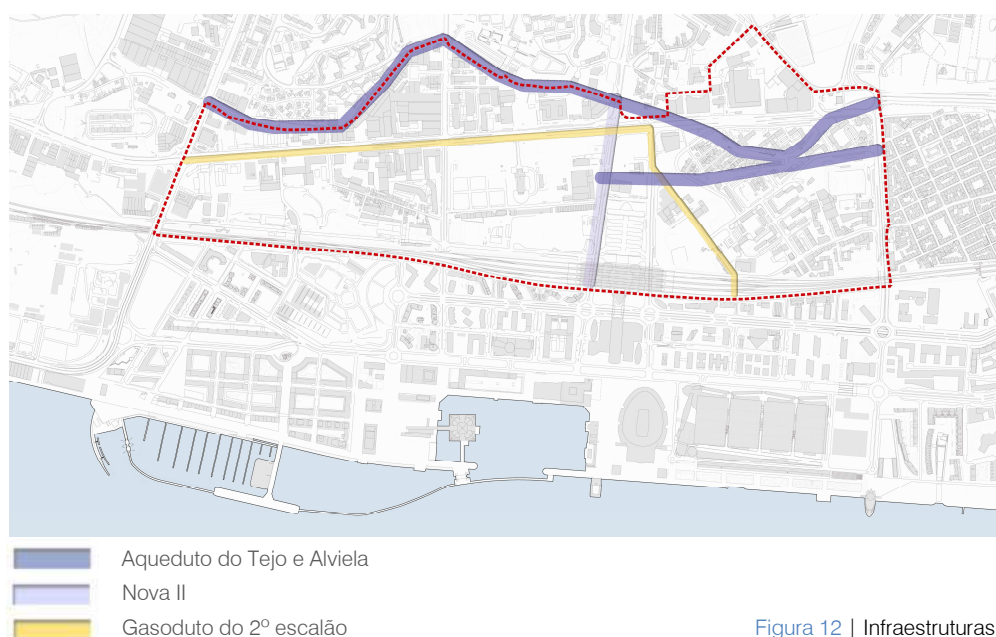 Aqueduto do Tejo e Alviela
Nova II
Gasoduto do 2º escalão
Figura 12 | Infraestruturas